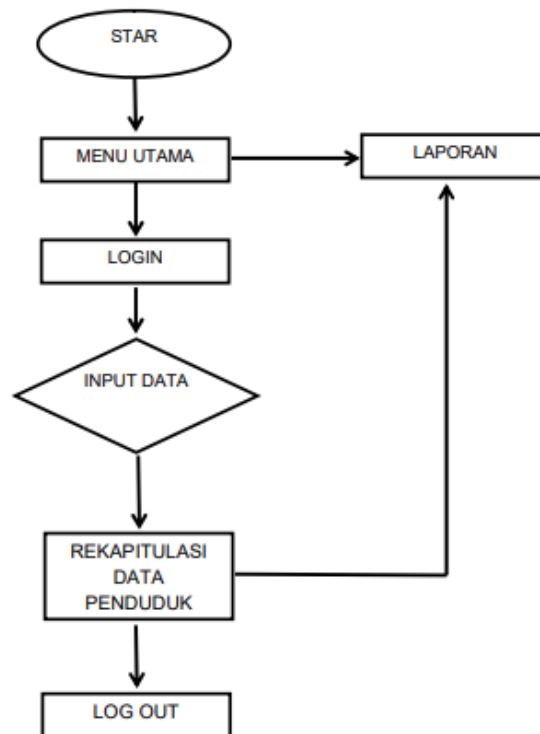 STAR
MENU UTAMA
LAPORAN
LOGIN
INPUT DATA
REKAPITULASI
DATA
PENDUDUK
LOG OUT